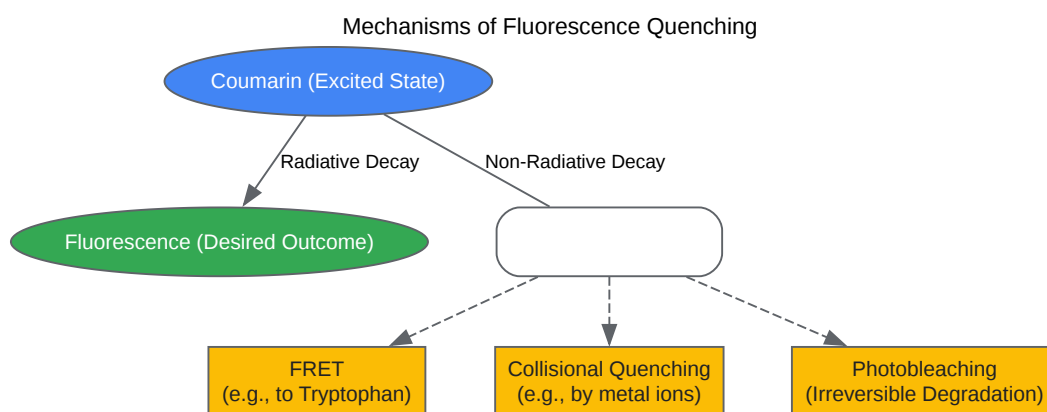 Mechanisms of Fluorescence Quenching
Coumarin (Excited State)
Radiative Decay
Non-Radiative Decay
Fluorescence (Desired Outcome)
FRET
(e.g., to Tryptophan)
Collisional Quenching
(e.g., by metal ions)
Photobleaching
(Irreversible Degradation)